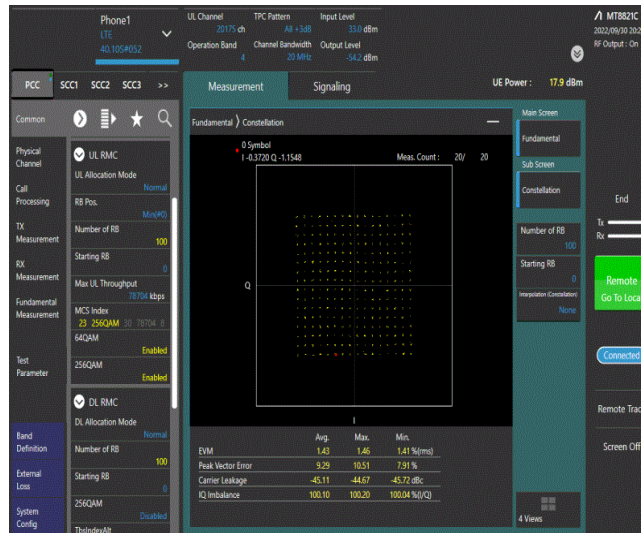 Phone1
LTE
40.105#052
UL Channel
20175 ch
TPC Pattern
All +3dB
Input Level
33.0 dBm
Operation Band
4
Channel Bandwidth
20 MHz
Output Level
-54.2 dBm
MT8821C
2022/09/30 20:2
RF Output : On
PCC
SCC1
SCC2
SCC3
>>
Measurement
Signaling
UE Power : 17.9 dBm
Common
Physical
Channel
Call
Processing
TX
Measurement
RX
Measurement
Fundamental
Measurement
Test
Parameter
Band
Definition
External
Loss
System
Config
UL RMC
UL Allocation Mode
Normal
RB Pos.
Min(#0)
Number of RB
100
Starting RB
0
Max UL Throughput
78704 kbps
MCS Index
23 256QAM 30 78704 8
64QAM
Enabled
256QAM
Enabled
DL RMC
DL Allocation Mode
Normal
Number of RB
100
Starting RB
0
256QAM
Disabled
TbsIndexAlt
Fundamental 〉 Constellation
0 Symbol
I -0.3720 Q -1.1548
Meas. Count : 20/ 20
Q
I
Avg. Max. Min.
EVM 1.43 1.46 1.41 %(rms)
Peak Vector Error 9.29 10.51 7.91 %
Carrier Leakage -45.11 -44.67 -45.72 dBc
IQ Imbalance 100.10 100.20 100.04 %(I/Q)
Main Screen
Fundamental
Sub Screen
Constellation
Number of RB
100
Starting RB
0
Interpolation (Constellation)
None
4 Views
End
Tx
Rx
Remote
Go To Loca
Connected
Remote Trac
Screen Off